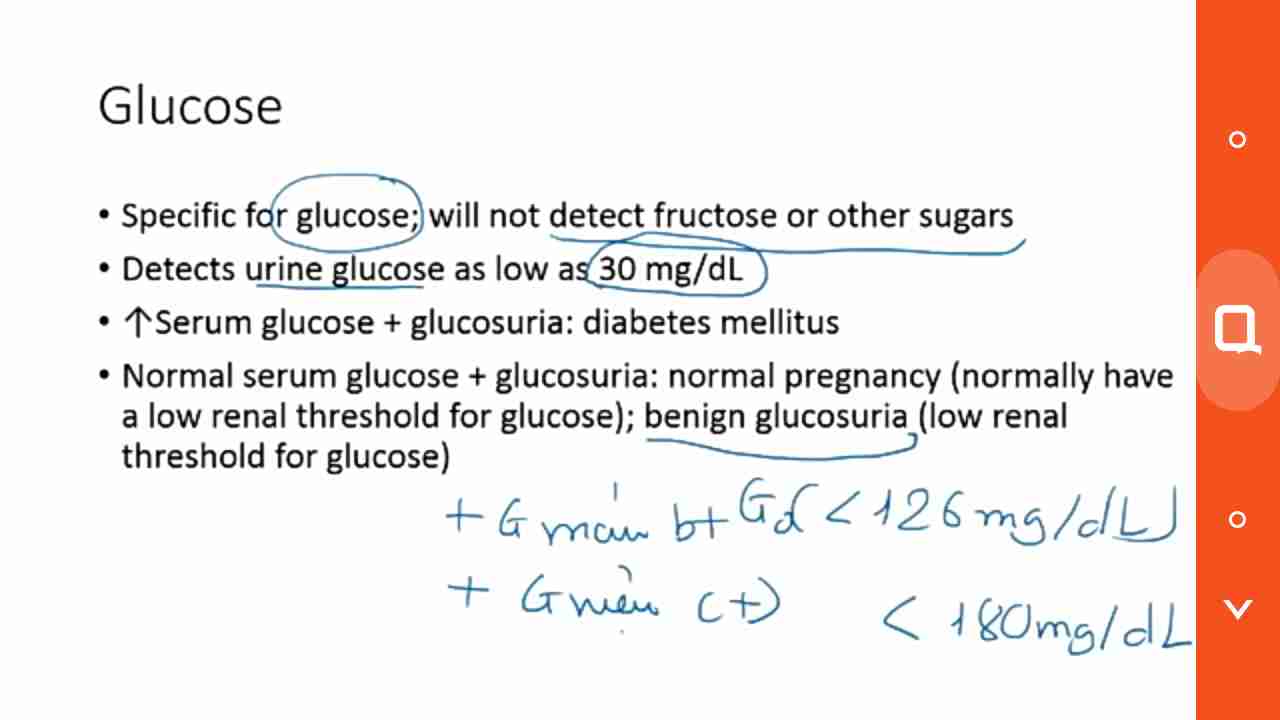 Glucose
• Specific for glucose; will not detect fructose or other sugars
• Detects urine glucose as low as 30 mg/dL
• ↑Serum glucose + glucosuria: diabetes mellitus
• Normal serum glucose + glucosuria: normal pregnancy (normally have
a low renal threshold for glucose); benign glucosuria (low renal
threshold for glucose)
+ G máu bt < 126 mg/dL
+ G niệu (+) < 180mg/dL